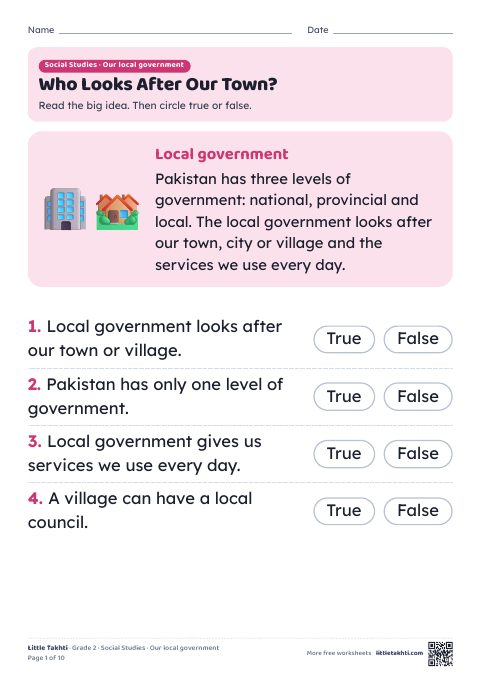 Name Date
Social Studies · Our local government
Who Looks After Our Town?
Read the big idea. Then circle true or false.
Local government
Pakistan has three levels of
government: national, provincial and
local. The local government looks after
our town, city or village and the
services we use every day.
1. Local government looks after
our town or village.
True False
2. Pakistan has only one level of
government.
True False
3. Local government gives us
services we use every day.
True False
4. A village can have a local
council.
True False
Little Takhti · Grade 2 · Social Studies · Our local government
Page 1 of 10
More free worksheets littletakhti.com